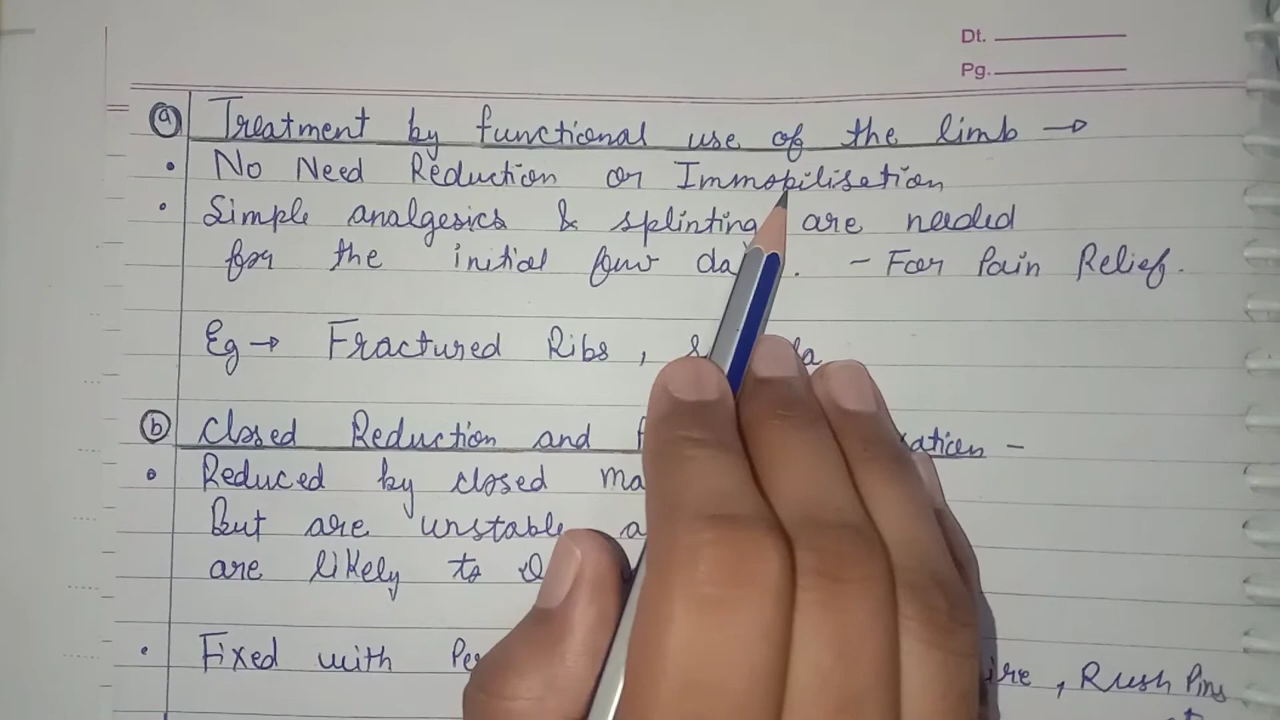 Dt.
Pg.
a Treatment by functional use of the limb →
• No Need Reduction or Immobilisation
• Simple analgesics & splinting are needed
for the initial few da . - For Pain Relief.
Eg → Fractured Ribs ,
b Closed Reduction and
• Reduced by closed
But are unstable
are likely to
• Fixed with , Rush Pins